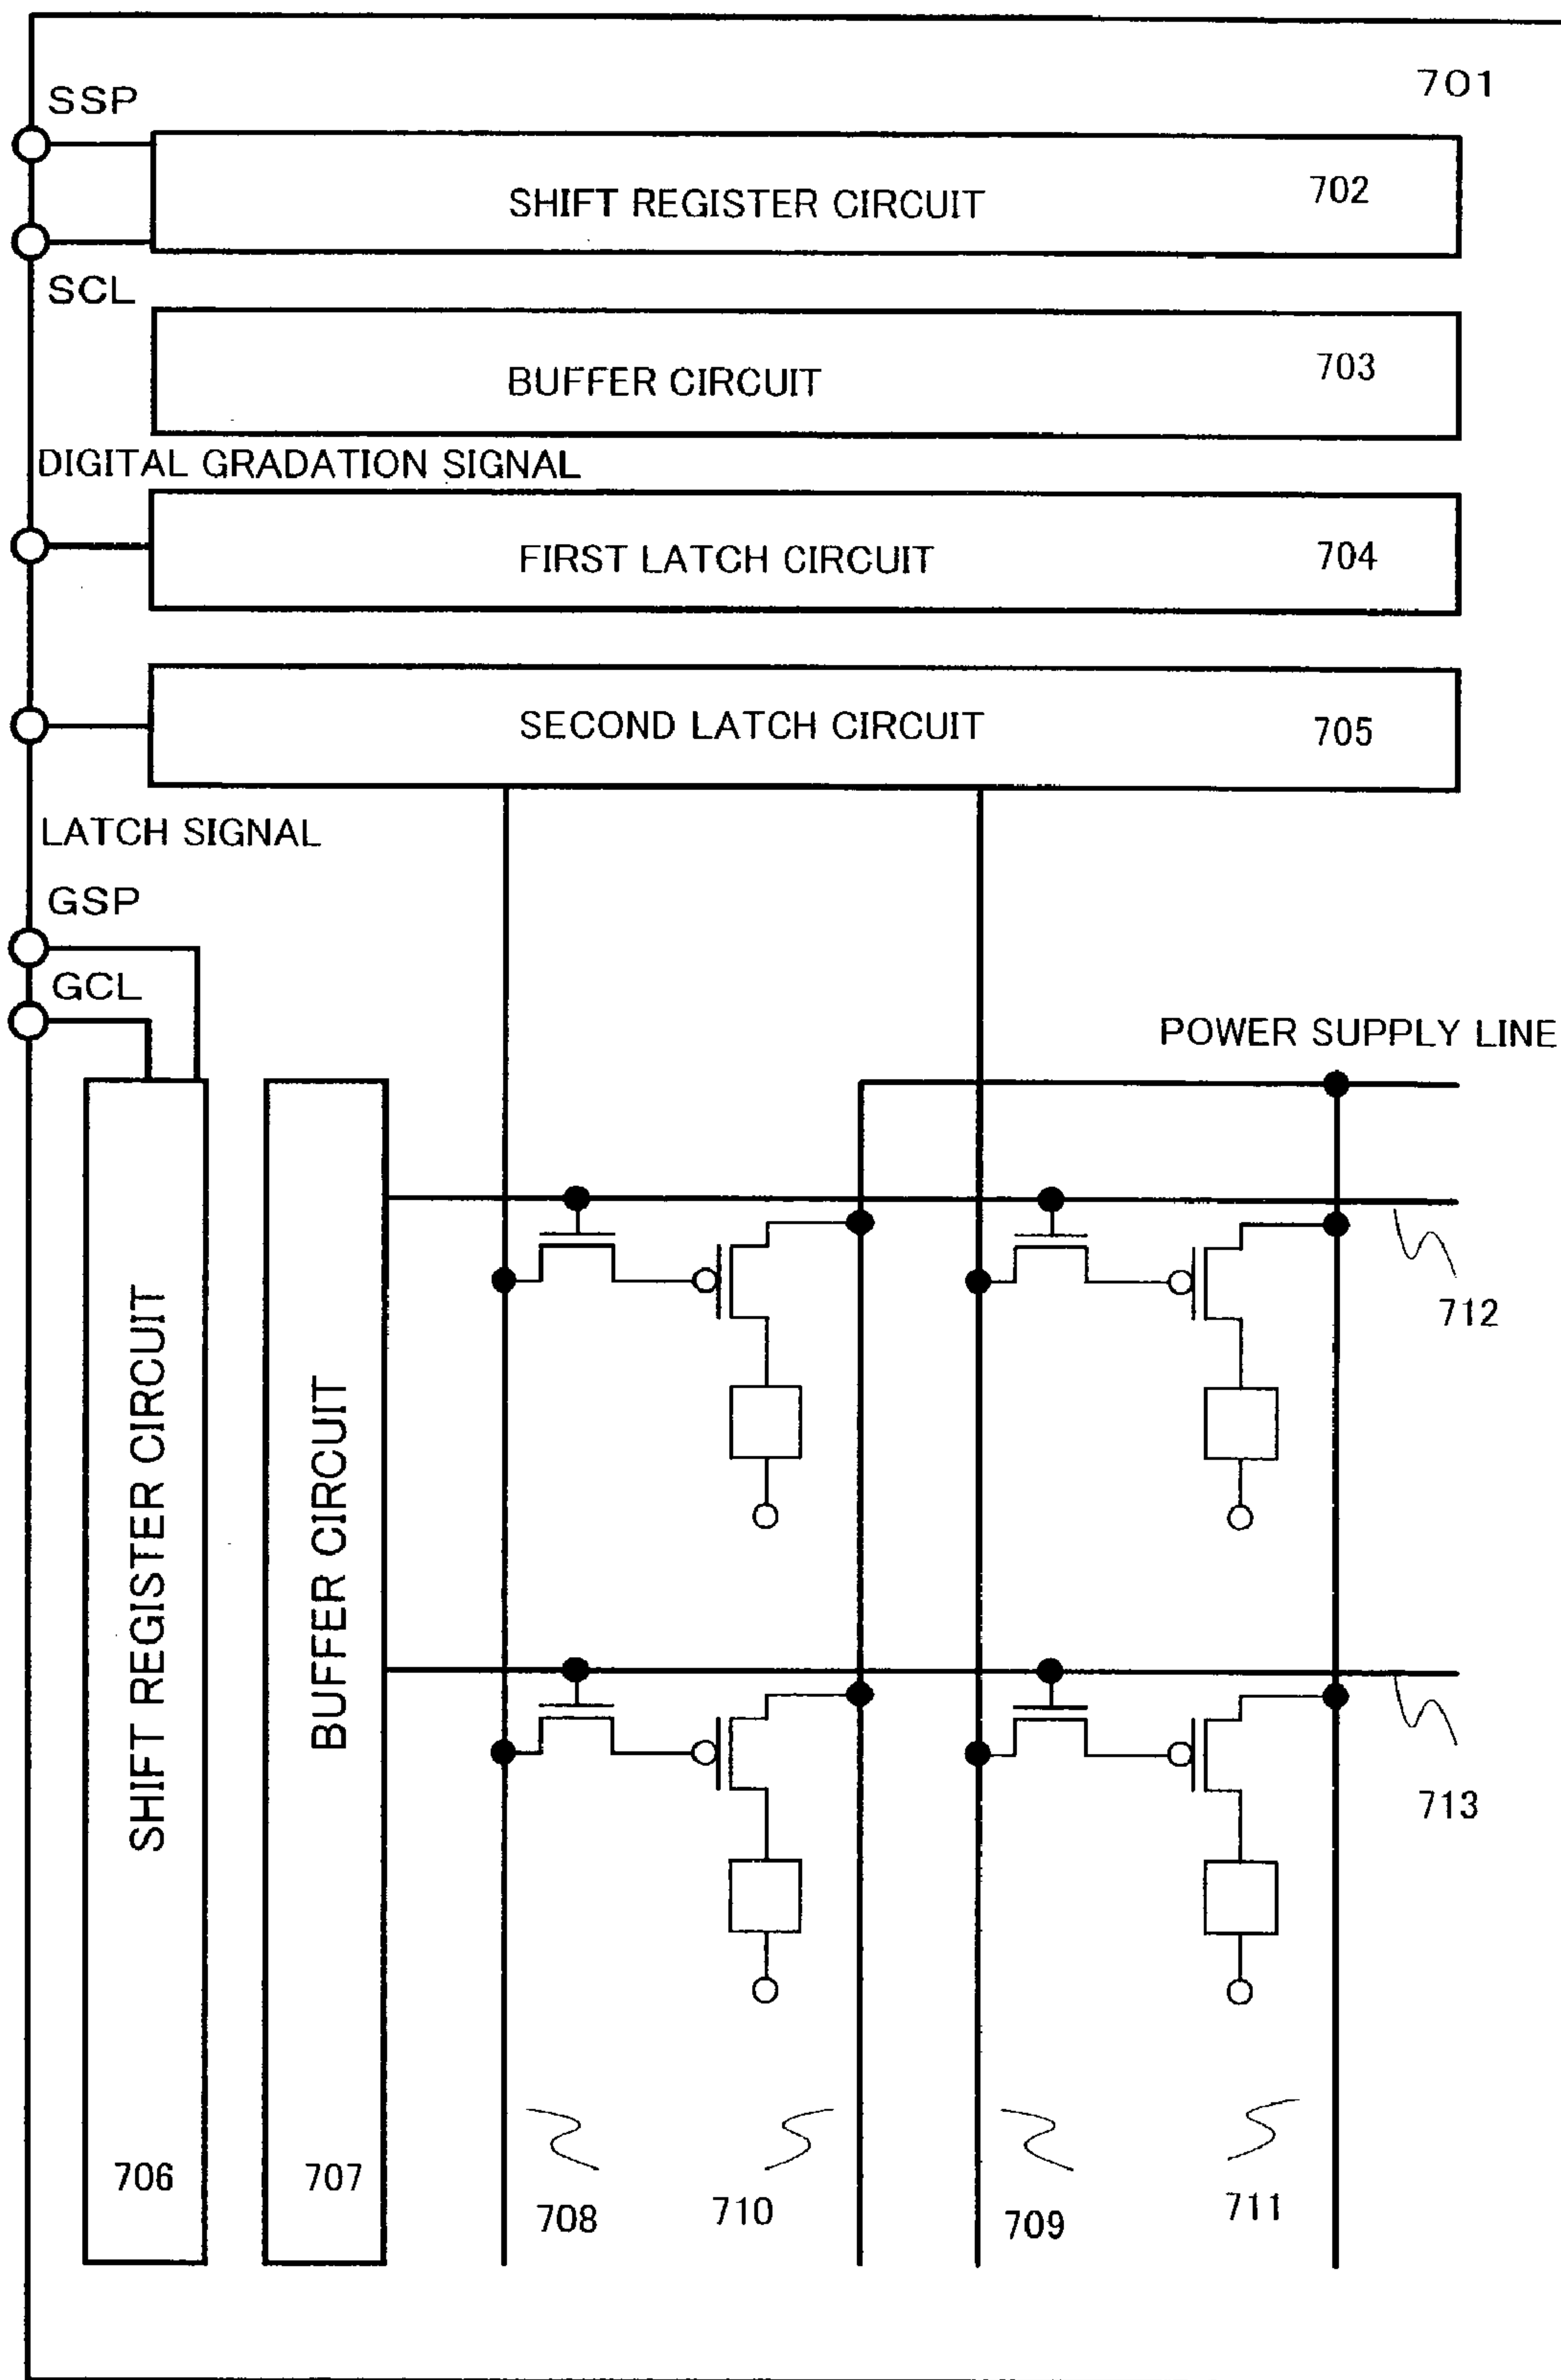 701
SSP
SHIFT REGISTER CIRCUIT 702
SCL
BUFFER CIRCUIT 703
DIGITAL GRADATION SIGNAL
FIRST LATCH CIRCUIT 704
SECOND LATCH CIRCUIT 705
LATCH SIGNAL
GSP
GCL
POWER SUPPLY LINE
SHIFT REGISTER CIRCUIT
706
BUFFER CIRCUIT
707
712
713
708
710
709
711